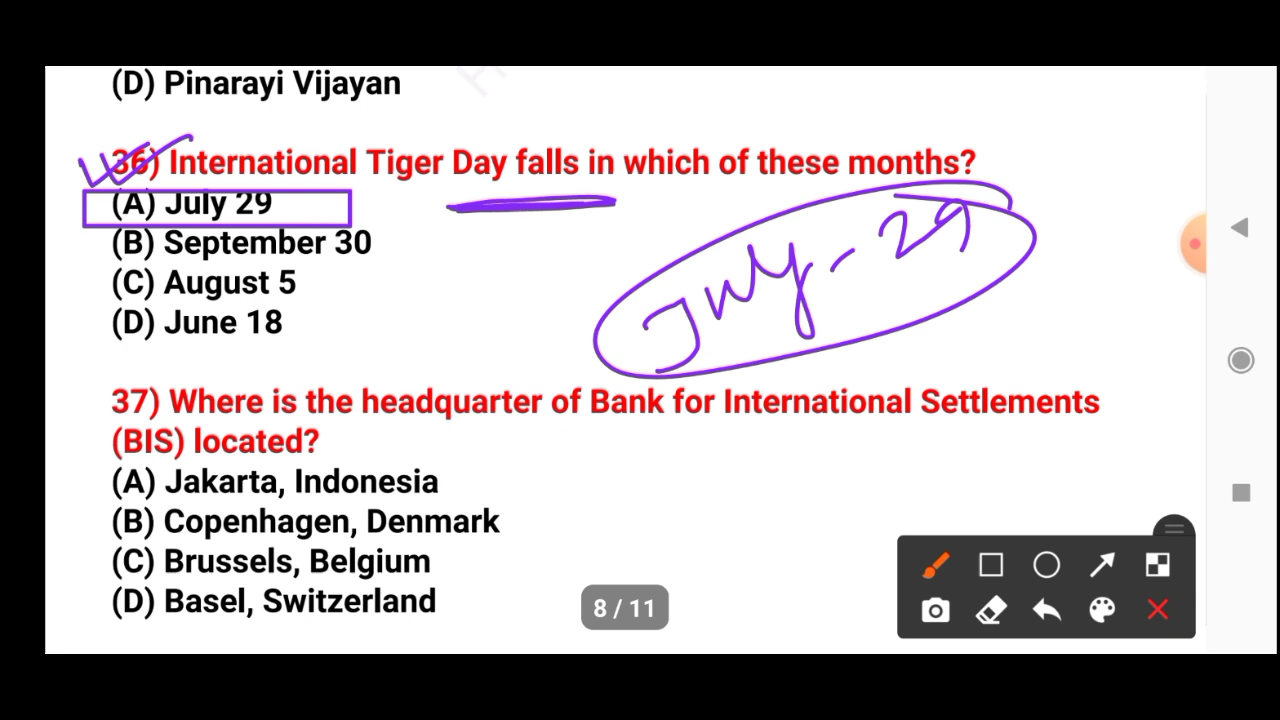 (D) Pinarayi Vijayan
36) International Tiger Day falls in which of these months?
(A) July 29
(B) September 30
(C) August 5
(D) June 18
July - 29
37) Where is the headquarter of Bank for International Settlements
(BIS) located?
(A) Jakarta, Indonesia
(B) Copenhagen, Denmark
(C) Brussels, Belgium
(D) Basel, Switzerland
8 / 11